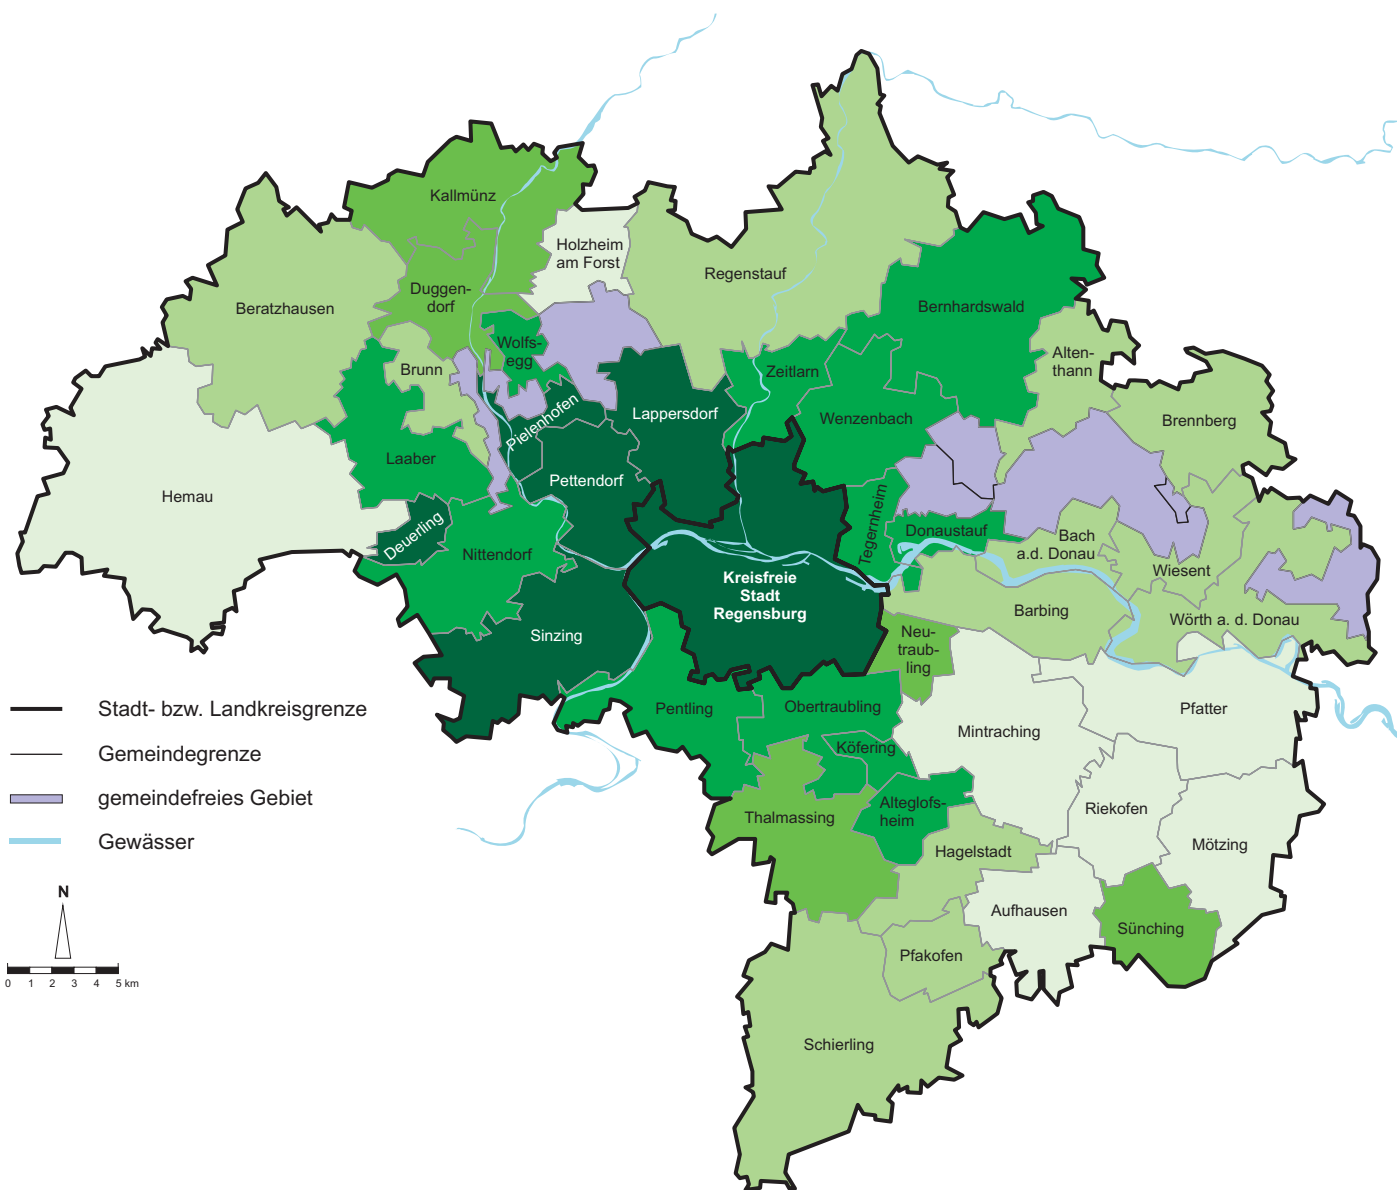 Kallmünz
Holzheim
am Forst
Regenstauf
Duggen-
dorf
Beratzhausen
Bernhardswald
Wolfs-
egg
Brunn
Zeitlarn
Alten-
thann
Pielenhofen
Lappersdorf
Wenzenbach
Brennberg
Laaber
Pettendorf
Hemau
Deuerling
Nittendorf
Tegernheim
Donaustauf
Bach
a.d. Donau
Wiesent
Kreisfreie
Stadt
Regensburg
Barbing
Wörth a. d. Donau
Sinzing
Neu-
traub-
ling
Pentling
Obertraubling
Pfatter
Mintraching
Köfering
Stadt- bzw. Landkreisgrenze
Gemeindegrenze
gemeindefreies Gebiet
Gewässer
Thalmassing
Alteglofs-
heim
Riekofen
Mötzing
Hagelstadt
Aufhausen
Sünching
Pfakofen
Schierling
N
0 1 2 3 4 5 km